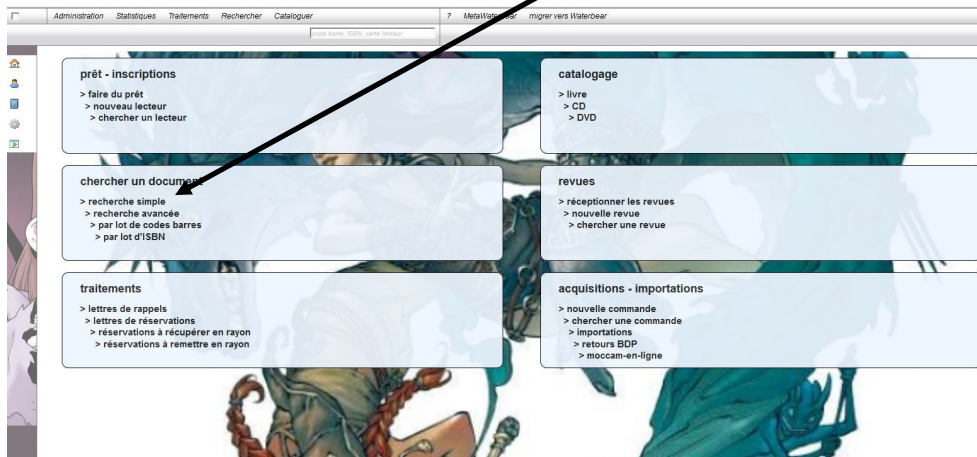 Administration Statistiques Traitements Rechercher Cataloguer ? MetaWaterbear migrer vers Waterbear
code barre, ISBN, carte lecteur
prêt - inscriptions
> faire du prêt
> nouveau lecteur
> chercher un lecteur
catalogage
> livre
> CD
> DVD
chercher un document
> recherche simple
> recherche avancée
> par lot de codes barres
> par lot d'ISBN
revues
> réceptionner les revues
> nouvelle revue
> chercher une revue
traitements
> lettres de rappels
> lettres de réservations
> réservations à récupérer en rayon
> réservations à remettre en rayon
acquisitions - importations
> nouvelle commande
> chercher une commande
> importations
> retours BDP
> moccam-en-ligne